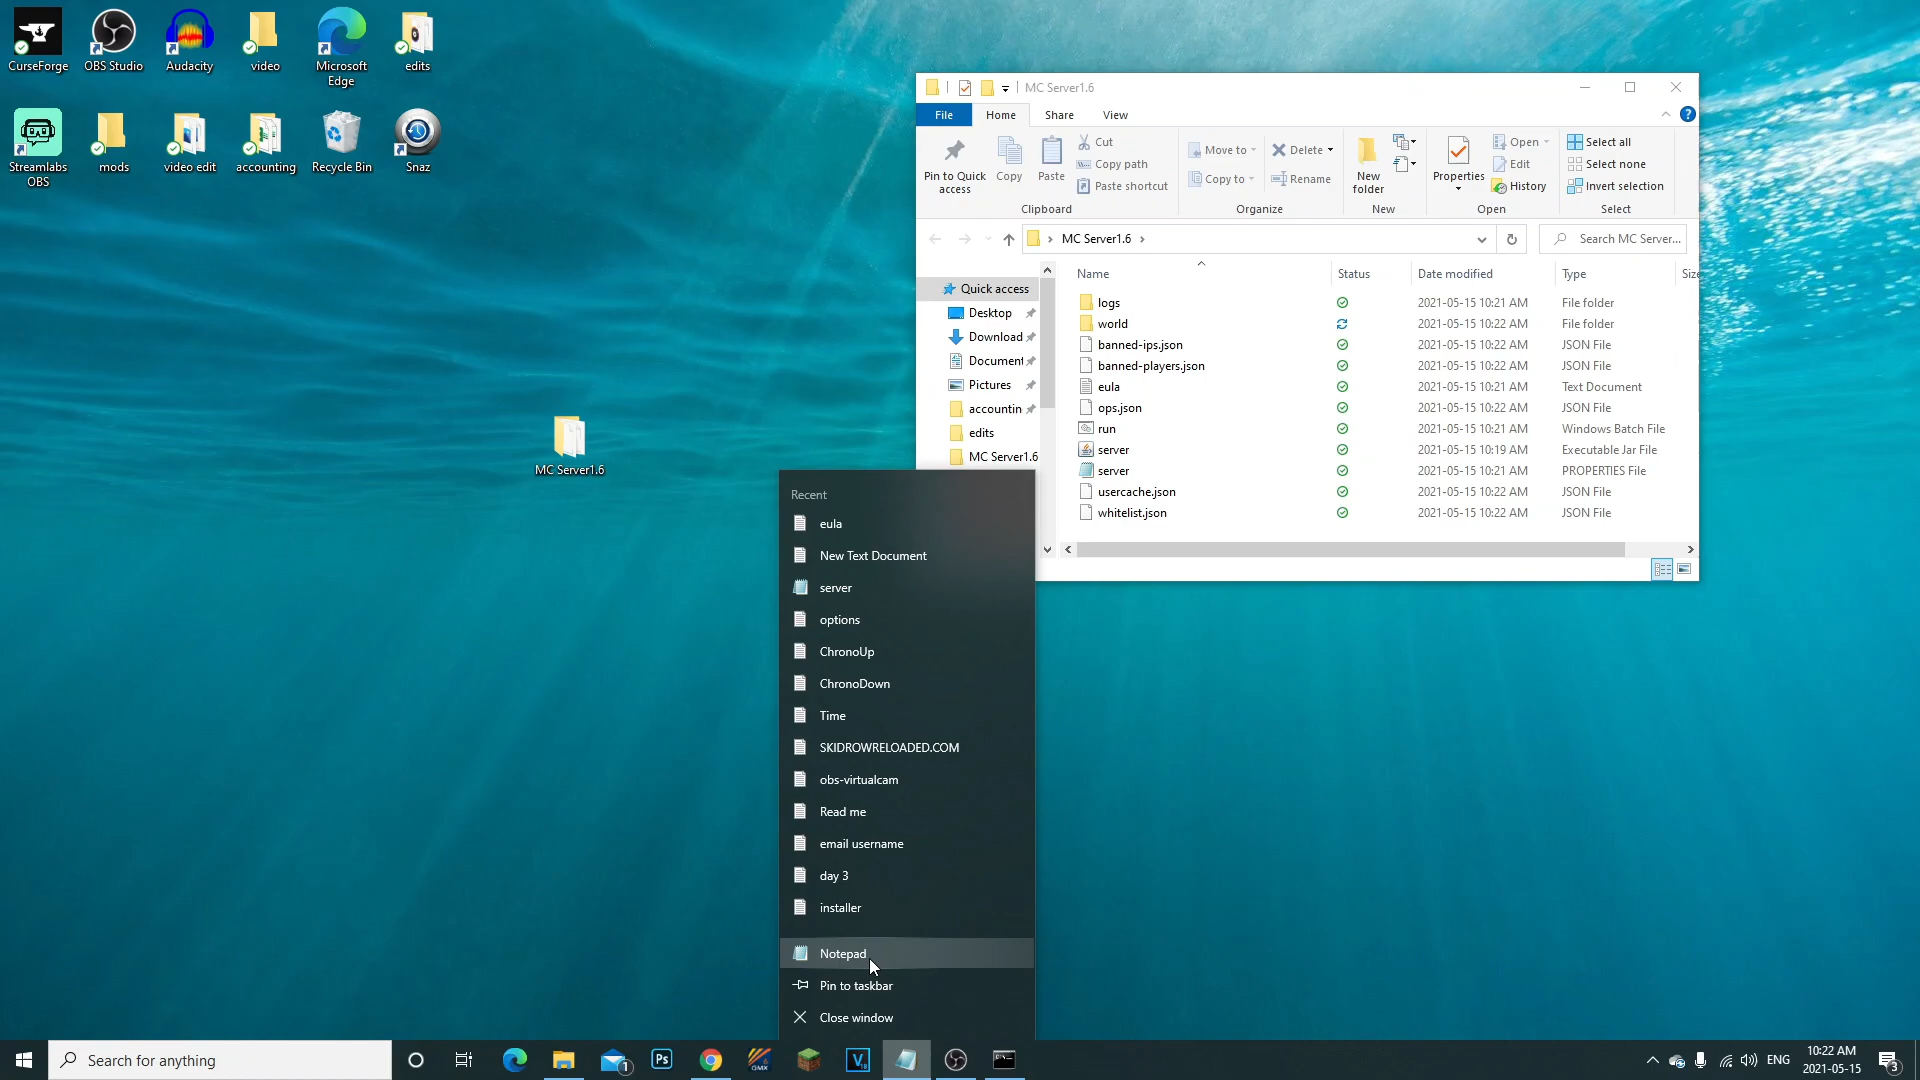 CurseForge
OBS Studio
Audacity
video
Microsoft
Edge
edits
Streamlabs
OBS
mods
video edit
accounting
Recycle Bin
Snaz
MC Server1.6
MC Server1.6
File
Home
Share
View
Pin to Quick
access
Copy
Paste
Cut
Copy path
Paste shortcut
Clipboard
Move to
Copy to
Delete
Rename
Organize
New
folder
New
Properties
Open
Edit
History
Open
Select all
Select none
Invert selection
Select
MC Server1.6
Search MC Server...
Quick access
Desktop
Download
Document
Pictures
accountin
edits
MC Server1.6
Name Status Date modified Type Size
logs 2021-05-15 10:21 AM File folder
world 2021-05-15 10:22 AM File folder
banned-ips.json 2021-05-15 10:22 AM JSON File
banned-players.json 2021-05-15 10:22 AM JSON File
eula 2021-05-15 10:21 AM Text Document
ops.json 2021-05-15 10:22 AM JSON File
run 2021-05-15 10:21 AM Windows Batch File
server 2021-05-15 10:19 AM Executable Jar File
server 2021-05-15 10:21 AM PROPERTIES File
usercache.json 2021-05-15 10:22 AM JSON File
whitelist.json 2021-05-15 10:22 AM JSON File
Recent
eula
New Text Document
server
options
ChronoUp
ChronoDown
Time
SKIDROWRELOADED.COM
obs-virtualcam
Read me
email username
day 3
installer
Notepad
Pin to taskbar
Close window
Search for anything
1
Ps
GMX
V
ENG
10:22 AM
2021-05-15
3